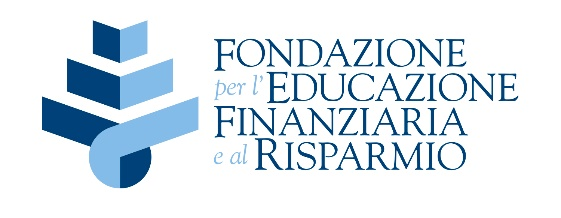 FONDAZIONE
per l'EDUCAZIONE
FINANZIARIA
e al RISPARMIO